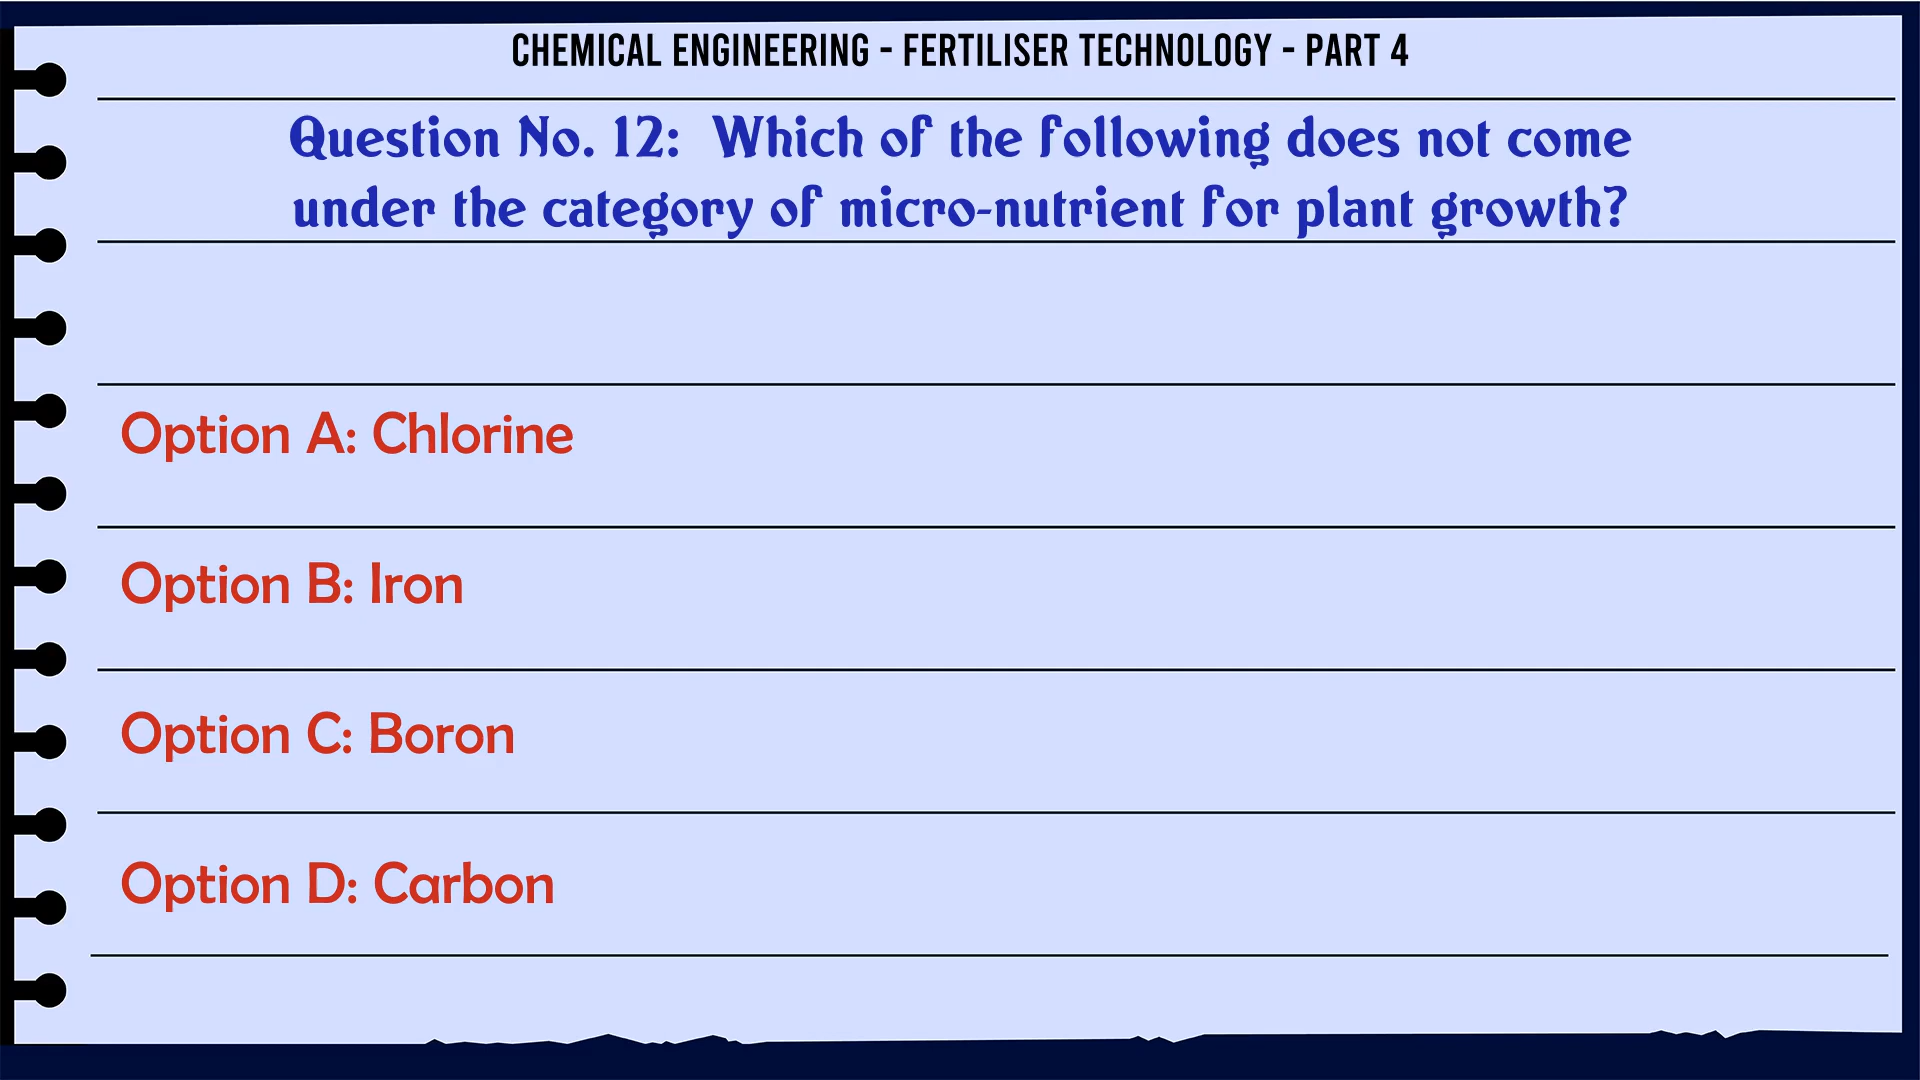 CHEMICAL ENGINEERING - FERTILISER TECHNOLOGY - PART 4
Question No. 12: Which of the following does not come
under the category of micro-nutrient for plant growth?
Option A: Chlorine
Option B: Iron
Option C: Boron
Option D: Carbon